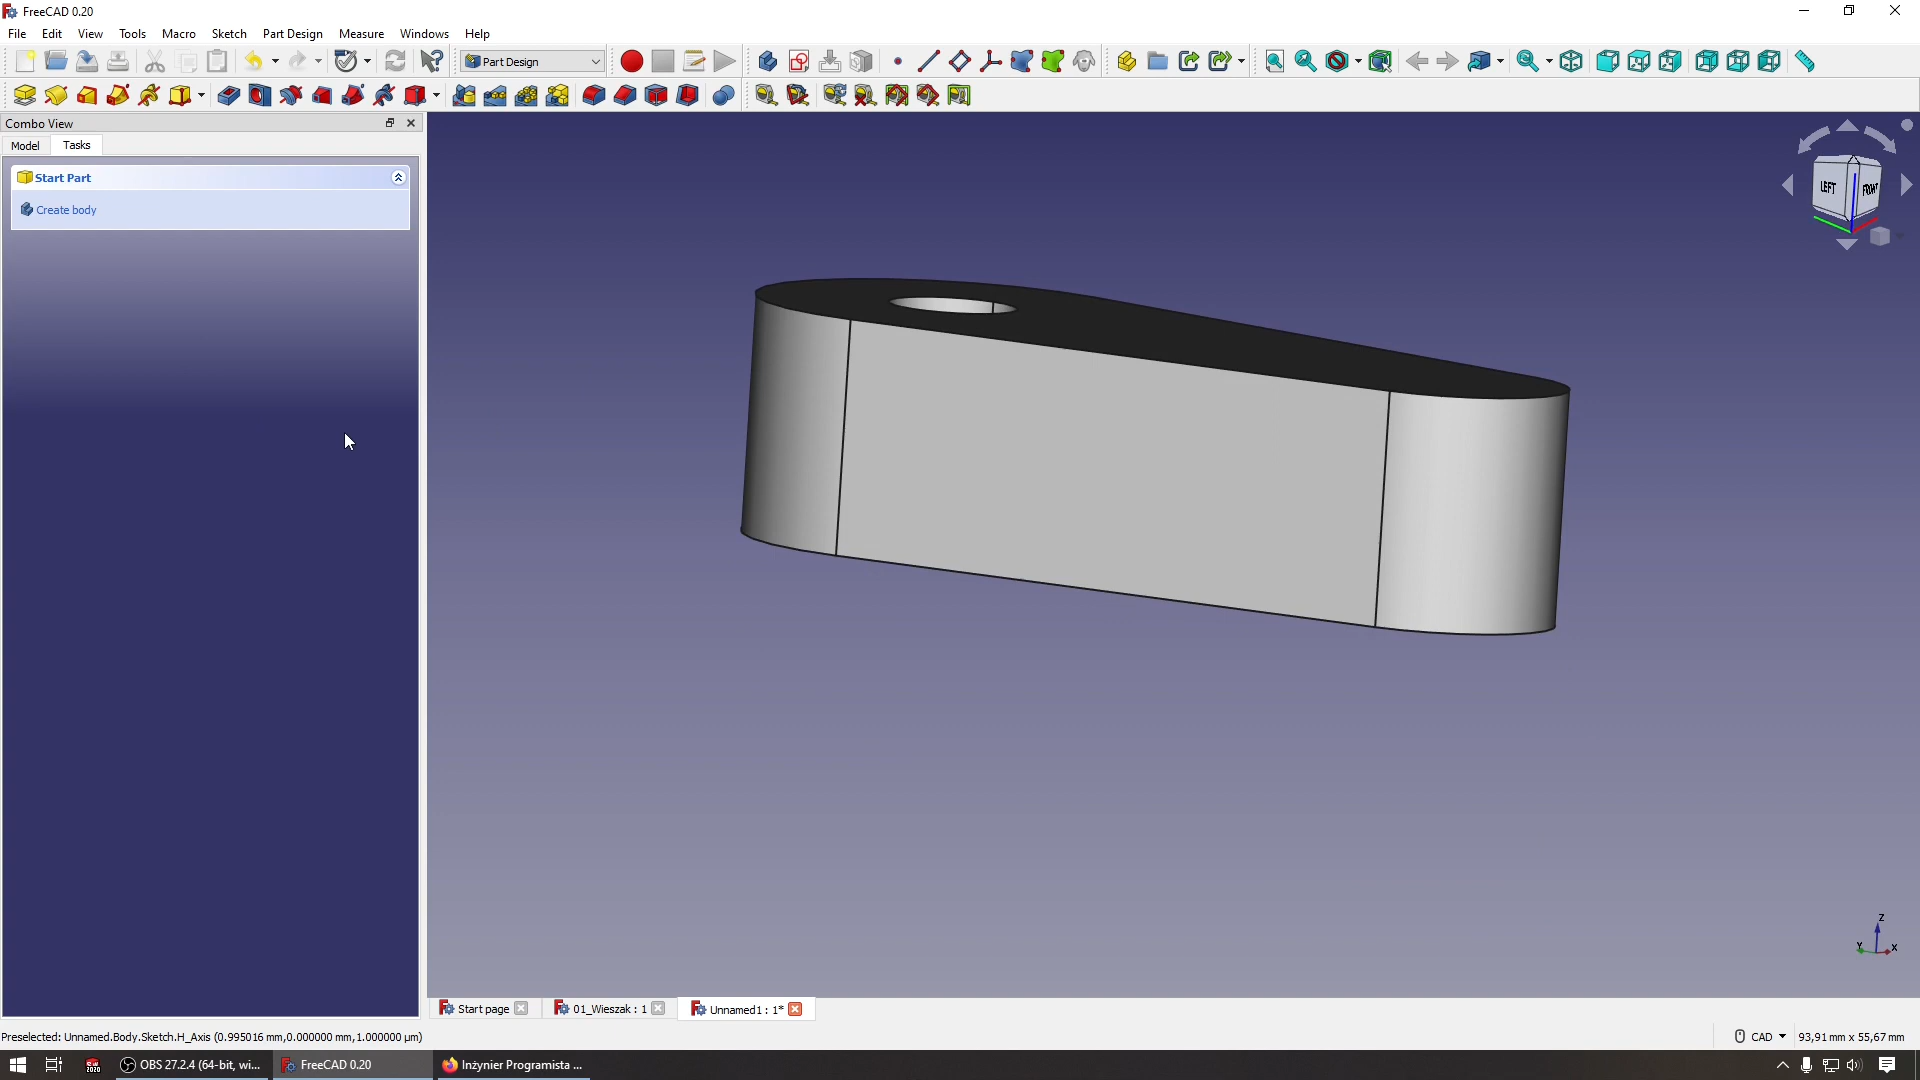 FreeCAD 0.20
File Edit View Tools Macro Sketch Part Design Measure Windows Help
Part Design
Combo View
Model Tasks
Start Part
Create body
LEFT FRONT
Z
Y X
Start page 01_Wieszak : 1 Unnamed1 : 1*
Preselected: Unnamed.Body.Sketch.H_Axis (0.995016 mm,0.000000 mm,1.000000 µm) CAD 93,91 mm x 55,67 mm
2020 OBS 27.2.4 (64-bit, wi... FreeCAD 0.20 Inżynier Programista ...